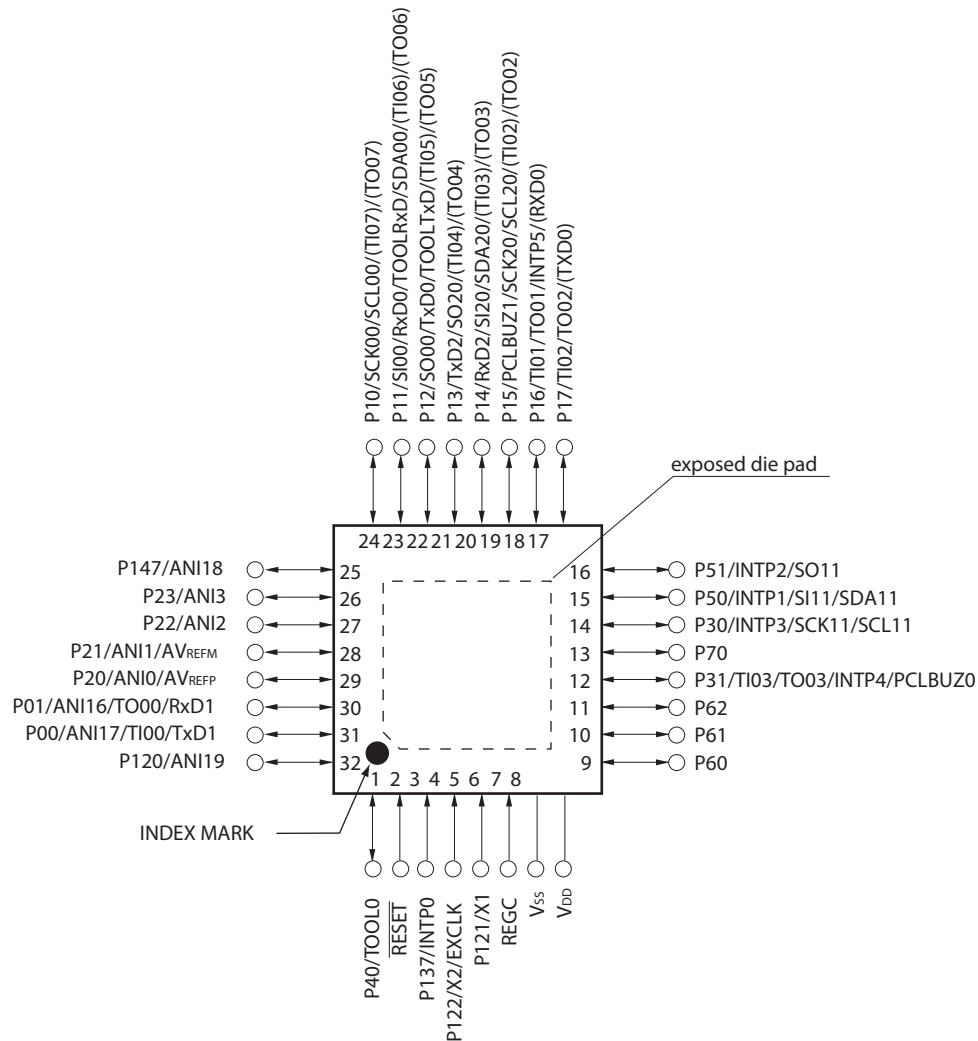 P10/SCK00/SCL00/(TI07)/(TO07)
P11/SI00/RxD0/TOOLRxD/SDA00/(TI06)/(TO06)
P12/SO00/TxD0/TOOLTxD/(TI05)/(TO05)
P13/TxD2/SO20/(TI04)/(TO04)
P14/RxD2/SI20/SDA20/(TI03)/(TO03)
P15/PCLBUZ1/SCK20/SCL20/(TI02)/(TO02)
P16/TI01/TO01/INTP5/(RXD0)
P17/TI02/TO02/(TXD0)
exposed die pad
24 23 22 21 20 19 18 17
P147/ANI18 25
P23/ANI3 26
P22/ANI2 27
P21/ANI1/AVREFM 28
P20/ANI0/AVREFP 29
P01/ANI16/TO00/RxD1 30
P00/ANI17/TI00/TxD1 31
P120/ANI19 32
16 P51/INTP2/SO11
15 P50/INTP1/SI11/SDA11
14 P30/INTP3/SCK11/SCL11
13 P70
12 P31/TI03/TO03/INTP4/PCLBUZ0
11 P62
10 P61
9 P60
1 2 3 4 5 6 7 8
INDEX MARK
P40/TOOL0
RESET
P137/INTP0
P122/X2/EXCLK
P121/X1
REGC
VSS
VDD